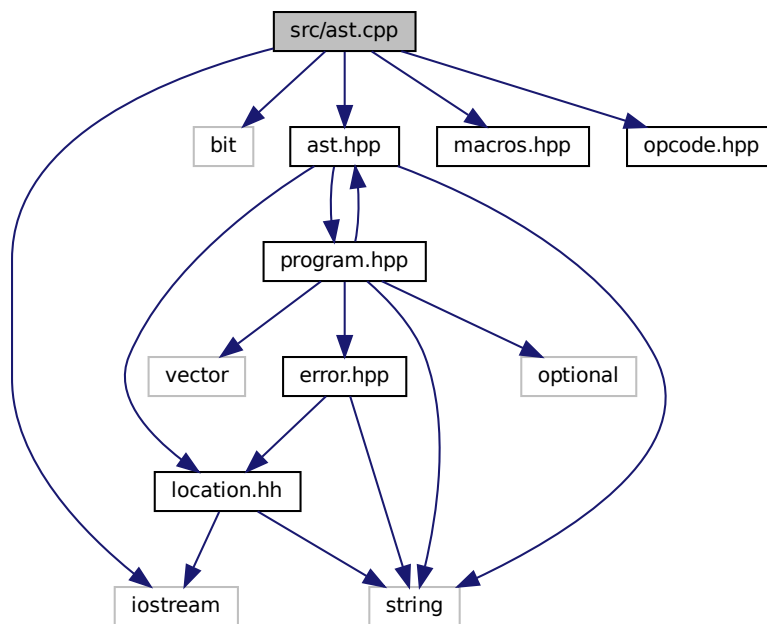 src/ast.cpp
bit
ast.hpp
macros.hpp
opcode.hpp
program.hpp
vector
error.hpp
optional
location.hh
iostream
string